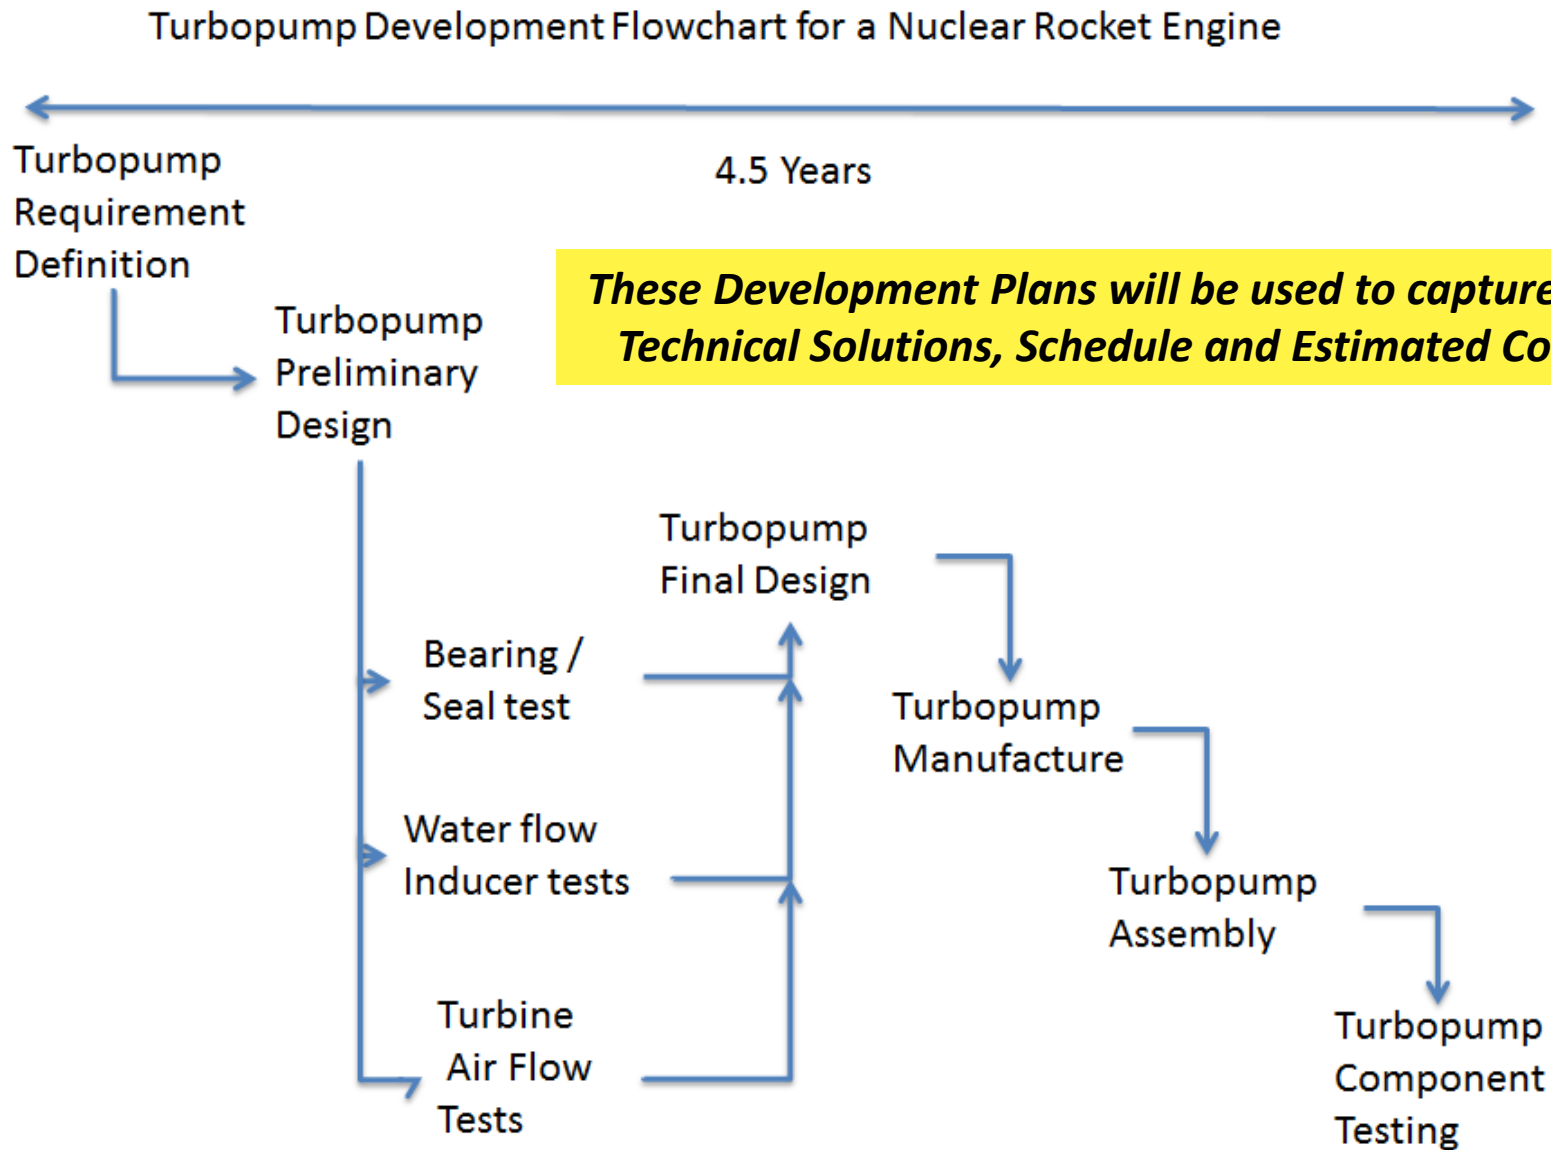 Turbopump Development Flowchart for a Nuclear Rocket Engine
Turbopump
Requirement
Definition
4.5 Years
These Development Plans will be used to capture
Technical Solutions, Schedule and Estimated Co
Turbopump
Preliminary
Design
Turbopump
Final Design
Bearing /
Seal test
Turbopump
Manufacture
Water flow
Inducer tests
Turbopump
Assembly
Turbine
Air Flow
Tests
Turbopump
Component
Testing